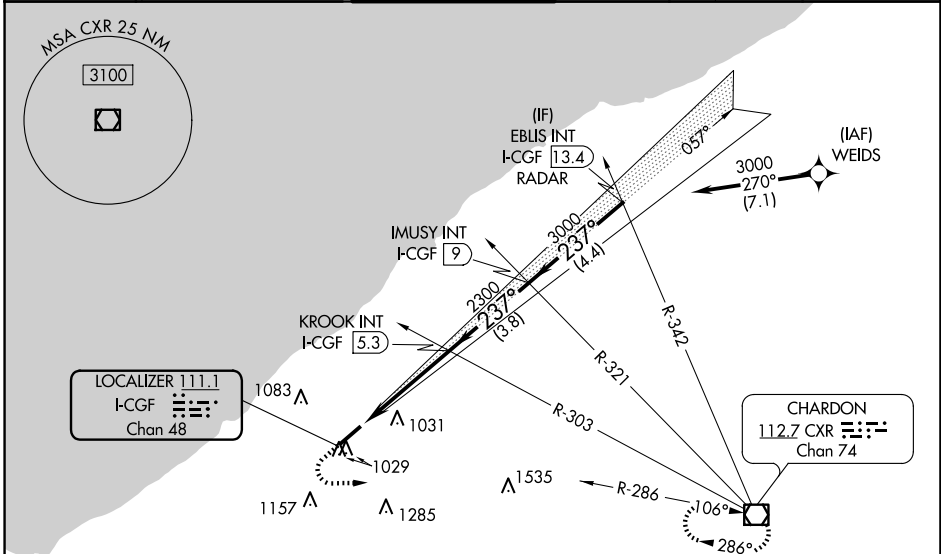 MSA CXR 25 NM
3100
(IF)
EBLIS INT
I-CGF 13.4
RADAR
057°
(IAF)
WEIDS
3000
270°
(7.1)
IMUSY INT
I-CGF 9
3000
237°
(4.4)
KROOK INT
I-CGF 5.3
2300
237°
(3.8)
R-342
R-321
R-303
LOCALIZER 111.1
I-CGF
Chan 48
1083
1031
1029
1157
1285
1535
CHARDON
112.7 CXR
Chan 74
R-286
106°
286°